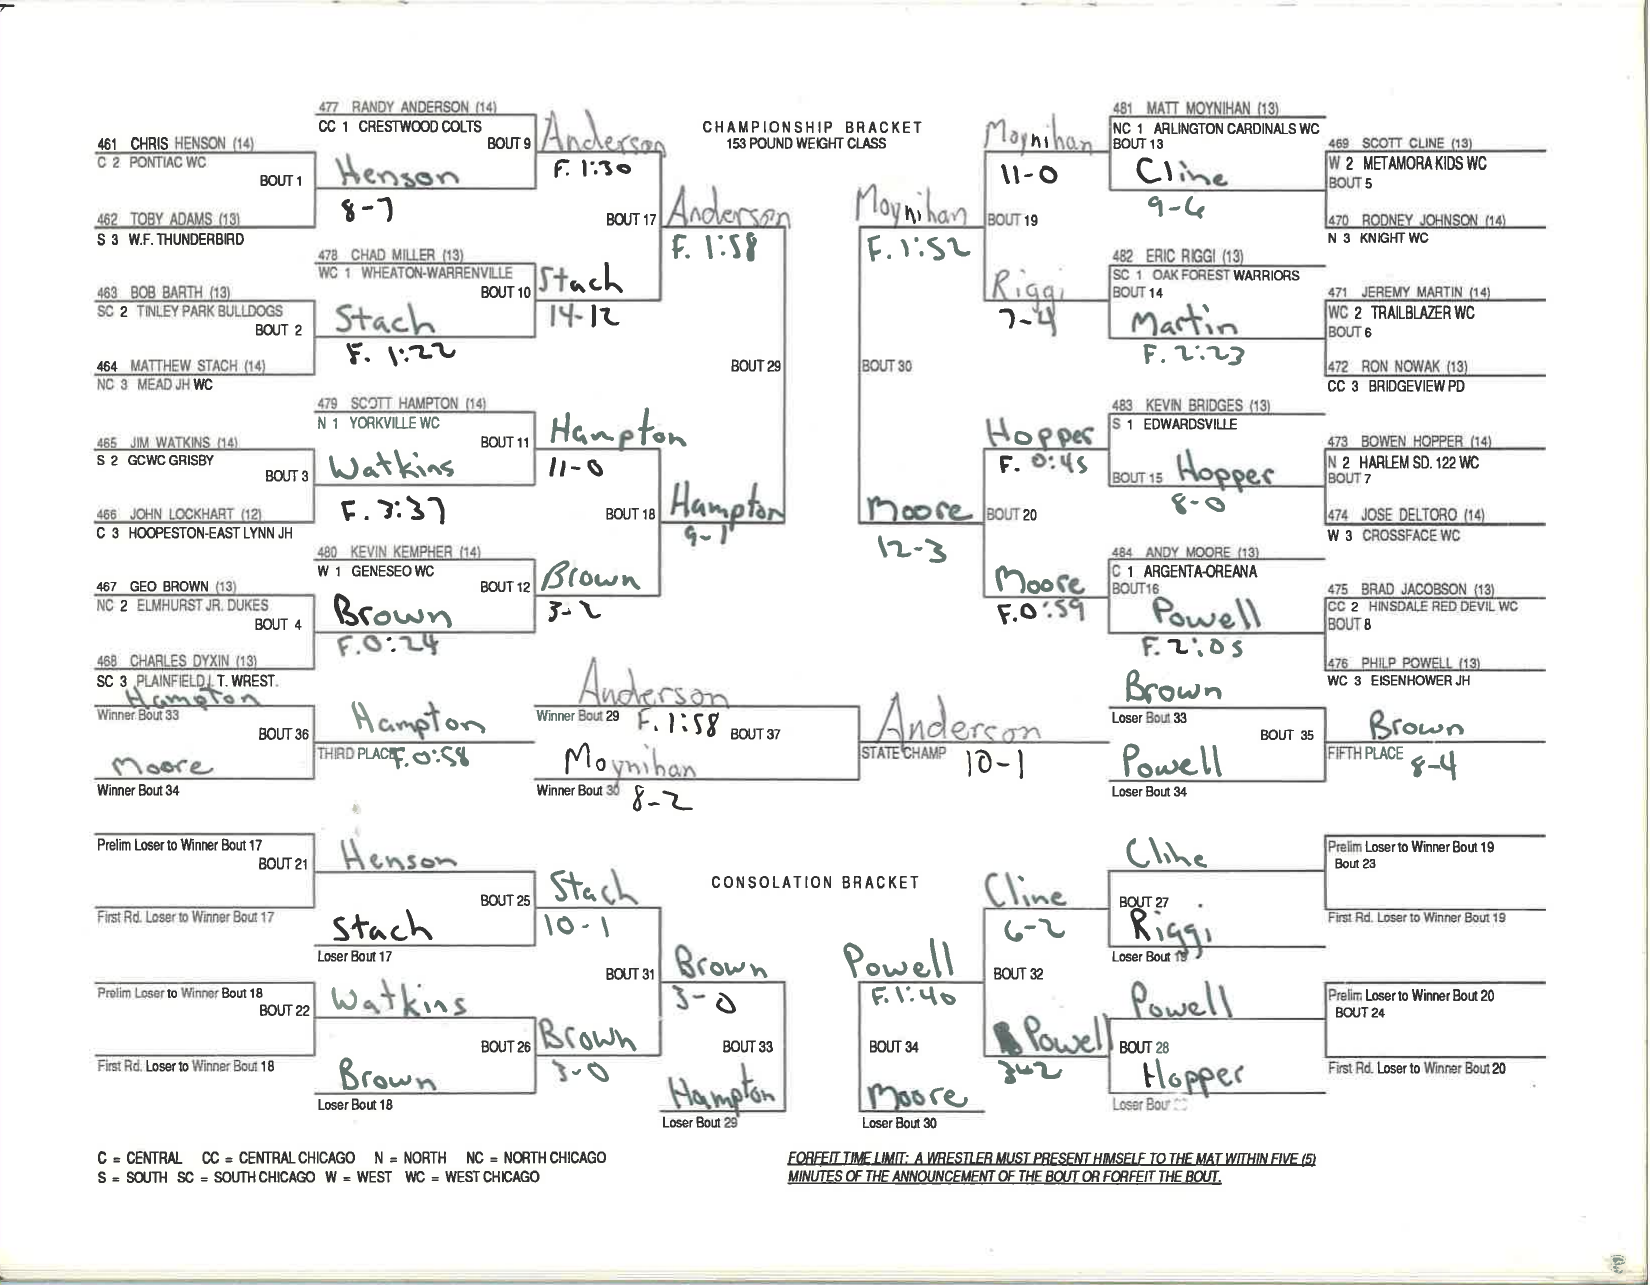 CHAMPIONSHIP BRACKET
153 POUND WEIGHT CLASS
477 RANDY ANDERSON (14)
CC 1 CRESTWOOD COLTS
BOUT 9
461 CHRIS HENSON (14)
C 2 PONTIAC WC
BOUT 1
462 TOBY ADAMS (13)
S 3 W.F. THUNDERBIRD
Henson
8-7
Anderson
F. 1:30
478 CHAD MILLER (13)
WC 1 WHEATON-WARRENVILLE
BOUT 10
463 BOB BARTH (13)
SC 2 TINLEY PARK BULLDOGS
BOUT 2
464 MATTHEW STACH (14)
NC 3 MEAD JH WC
Stach
F. 1:22
Stach
14-12
BOUT 17
Anderson
F. 1:58
479 SCOTT HAMPTON (14)
N 1 YORKVILLE WC
BOUT 11
465 JIM WATKINS (14)
S 2 GCWC GRISBY
BOUT 3
466 JOHN LOCKHART (12)
C 3 HOOPESTON-EAST LYNN JH
Watkins
F. 3:37
Hampton
11-0
480 KEVIN KEMPHER (14)
W 1 GENESEO WC
BOUT 12
467 GEO BROWN (13)
NC 2 ELMHURST JR. DUKES
BOUT 4
468 CHARLES DYXIN (13)
SC 3 PLAINFIELD J. T. WREST.
Brown
F. 0:24
Brown
3-2
BOUT 18
Hampton
9-1
BOUT 29
481 MATT MOYNIHAN (13)
NC 1 ARLINGTON CARDINALS WC
BOUT 13
469 SCOTT CLINE (13)
W 2 METAMORA KIDS WC
BOUT 5
470 RODNEY JOHNSON (14)
N 3 KNIGHT WC
Cline
9-6
Moynihan
11-0
482 ERIC RIGGI (13)
SC 1 OAK FOREST WARRIORS
BOUT 14
471 JEREMY MARTIN (14)
WC 2 TRAILBLAZER WC
BOUT 6
472 RON NOWAK (13)
CC 3 BRIDGEVIEW PD
Martin
F. 2:23
Riggi
7-4
BOUT 19
Moynihan
F. 1:52
BOUT 30
483 KEVIN BRIDGES (13)
S 1 EDWARDSVILLE
BOUT 15
473 BOWEN HOPPER (14)
N 2 HARLEM SD. 122 WC
BOUT 7
474 JOSE DELTORO (14)
W 3 CROSSFACE WC
Hopper
8-0
Hopper
F. 0:45
484 ANDY MOORE (13)
C 1 ARGENTA-OREANA
BOUT16
475 BRAD JACOBSON (13)
CC 2 HINSDALE RED DEVIL WC
BOUT 8
476 PHILP POWELL (13)
WC 3 EISENHOWER JH
Powell
F. 2:05
Moore
F. 0:59
BOUT 20
Moore
12-3
Hampton
Winner Bout 33
BOUT 36
Moore
Winner Bout 34
Hampton
THIRD PLACE
F. 0:58
Anderson
Winner Bout 29
F. 1:58
BOUT 37
Moynihan
Winner Bout 30
8-2
Anderson
STATE CHAMP
10-1
Brown
Loser Bout 33
BOUT 35
Powell
Loser Bout 34
Brown
FIFTH PLACE
8-4
CONSOLATION BRACKET
Prelim Loser to Winner Bout 17
BOUT 21
First Rd. Loser to Winner Bout 17
Henson
BOUT 25
Stach
Loser Bout 17
Stach
10-1
Prelim Loser to Winner Bout 18
BOUT 22
First Rd. Loser to Winner Bout 18
Watkins
BOUT 26
Brown
Loser Bout 18
Brown
3-0
BOUT 31
Brown
3-0
BOUT 33
Hampton
Loser Bout 29
Prelim Loser to Winner Bout 19
Bout 23
First Rd. Loser to Winner Bout 19
Cline
BOUT 27
Riggi
Loser Bout 19
Cline
6-2
Prelim Loser to Winner Bout 20
BOUT 24
First Rd. Loser to Winner Bout 20
Powell
BOUT 28
Hopper
Loser Bout
Powell
3-2
BOUT 32
Powell
F. 1:40
BOUT 34
Moore
Loser Bout 30
C = CENTRAL CC = CENTRAL CHICAGO N = NORTH NC = NORTH CHICAGO
S = SOUTH SC = SOUTH CHICAGO W = WEST WC = WEST CHICAGO
FORFEIT TIME LIMIT: A WRESTLER MUST PRESENT HIMSELF TO THE MAT WITHIN FIVE (5)
MINUTES OF THE ANNOUNCEMENT OF THE BOUT OR FORFEIT THE BOUT.